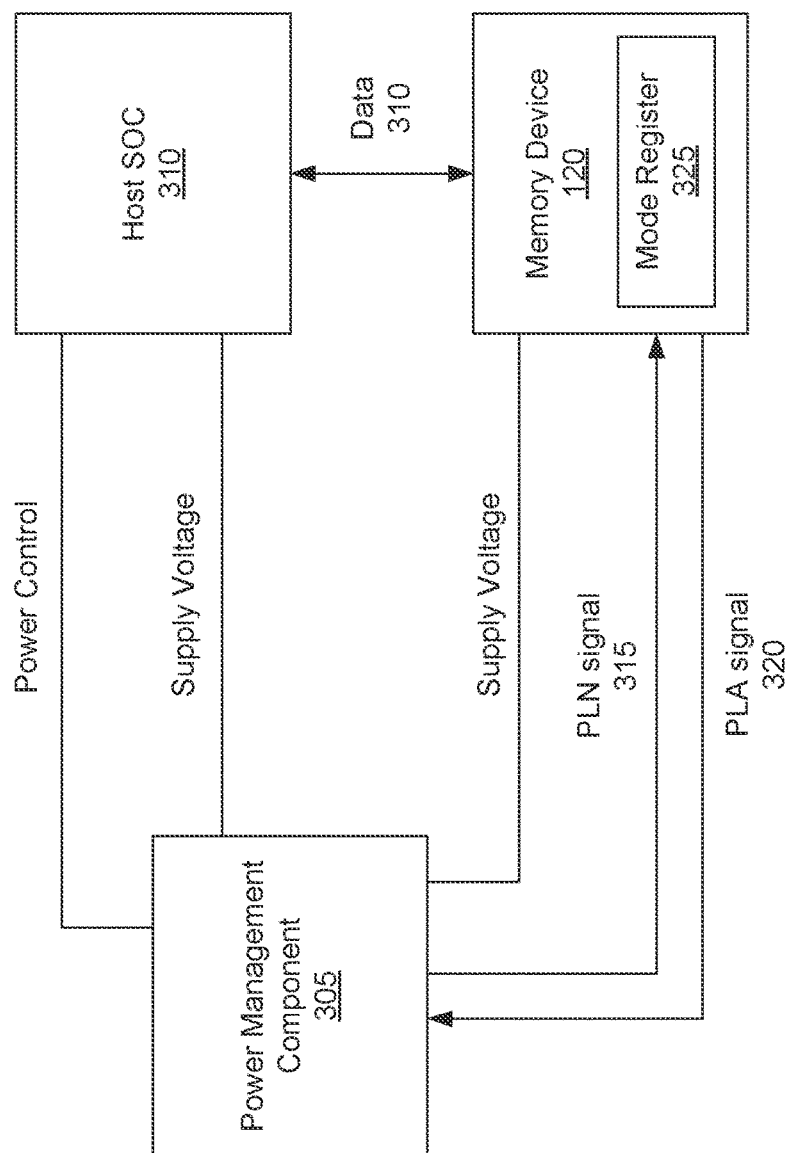 Host SOC
310
Data
310
Memory Device
120
Mode Register
325
Power Control
Supply Voltage
Supply Voltage
PLN signal
315
PLA signal
320
Power Management
Component
305